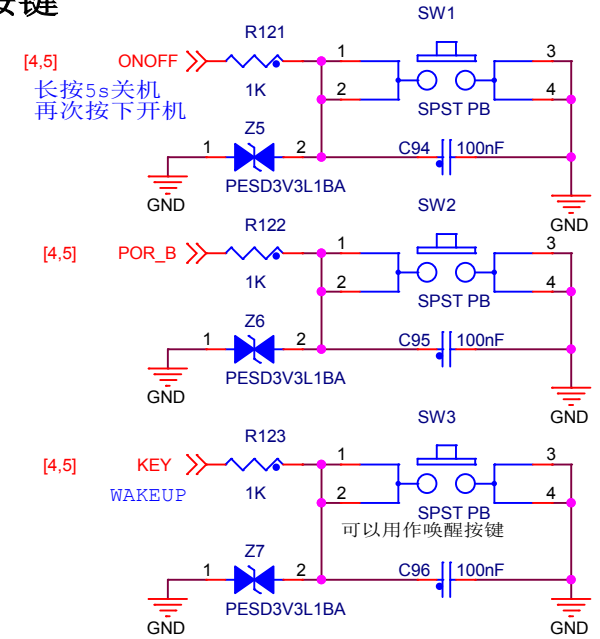 按键
SW1
R121
[4,5] ONOFF 1 3
长按5s关机 1K 2 4
再次按下开机 SPST PB
Z5
1 2 C94 100nF
PESD3V3L1BA
GND SW2 GND
R122
[4,5] POR_B 1 3
1K 2 4
SPST PB
Z6
1 2 C95 100nF
PESD3V3L1BA
GND SW3 GND
R123
[4,5] KEY 1 3
WAKEUP 1K 2 4
SPST PB
可以用作唤醒按键
Z7
1 2 C96 100nF
PESD3V3L1BA
GND GND